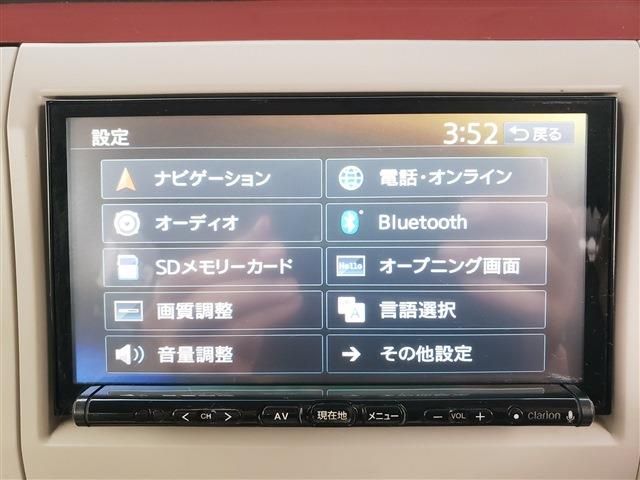 設定
3:52
戻る
ナビゲーション
電話・オンライン
オーディオ
Bluetooth
SDメモリーカード
Hello
オープニング画面
画質調整
A
言語選択
音量調整
その他設定
< CH >
AV
現在地
メニュー
− VOL +
clarion